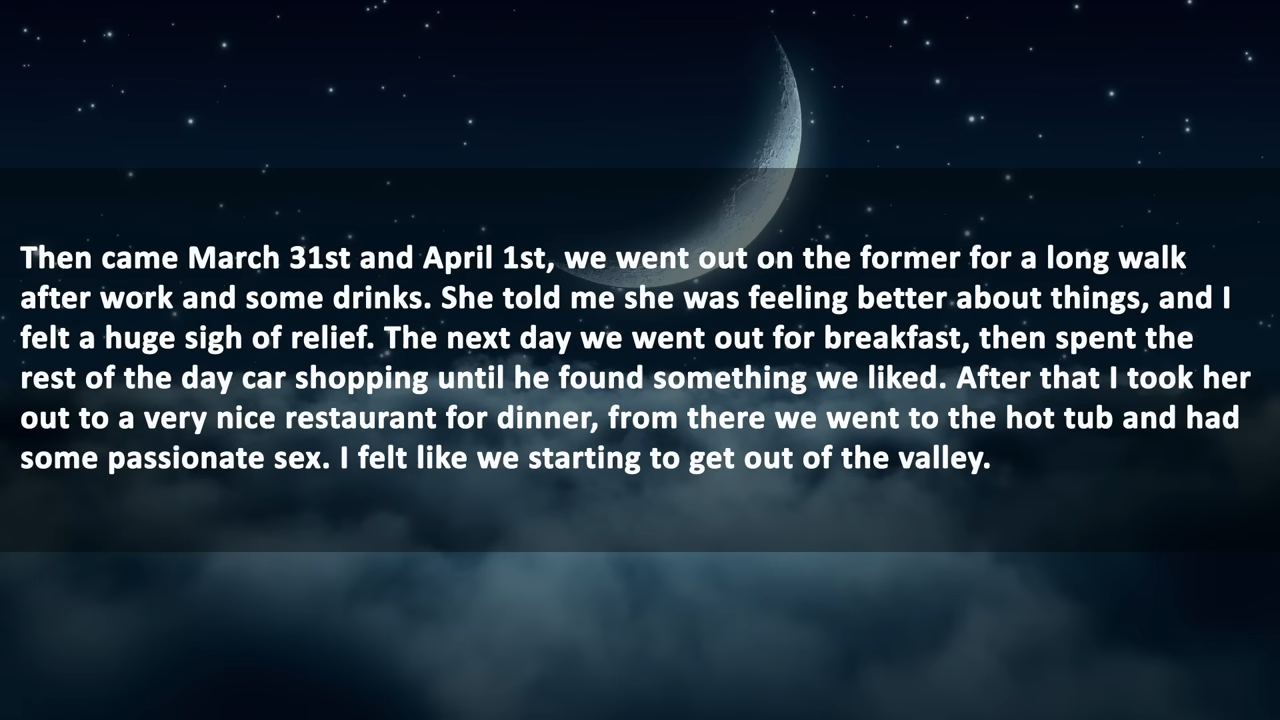 Then came March 31st and April 1st, we went out on the former for a long walk
after work and some drinks. She told me she was feeling better about things, and I
felt a huge sigh of relief. The next day we went out for breakfast, then spent the
rest of the day car shopping until he found something we liked. After that I took her
out to a very nice restaurant for dinner, from there we went to the hot tub and had
some passionate sex. I felt like we starting to get out of the valley.